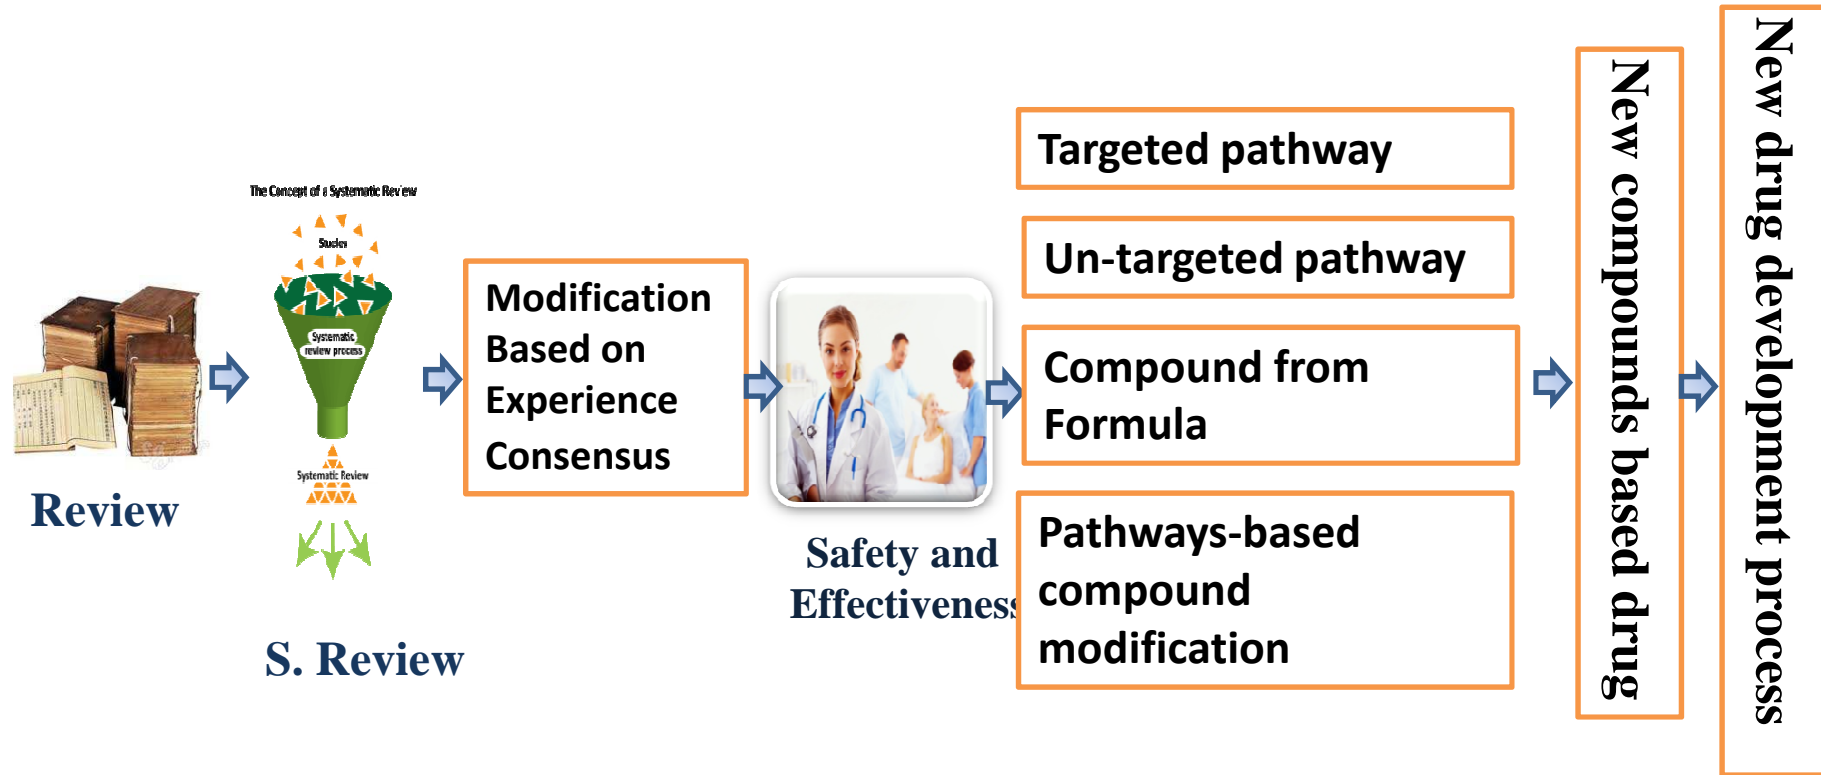 Review
The Concept of a Systematic Review
Studies
Systematic
review process
Systematic Review
S. Review
Modification
Based on
Experience
Consensus
Safety and
Effectiveness
Targeted pathway
Un-targeted pathway
Compound from
Formula
Pathways-based
compound
modification
New compounds based drug
New drug development process